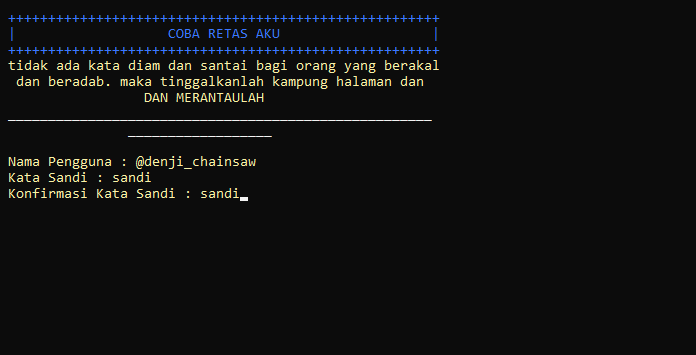 ++++++++++++++++++++++++++++++++++++++++++++++++++++++
| COBA RETAS AKU |
++++++++++++++++++++++++++++++++++++++++++++++++++++++
tidak ada kata diam dan santai bagi orang yang berakal
dan beradab. maka tinggalkanlah kampung halaman dan
DAN MERANTAULAH
_____________________________________________________
__________________
Nama Pengguna : @denji_chainsaw
Kata Sandi : sandi
Konfirmasi Kata Sandi : sandi